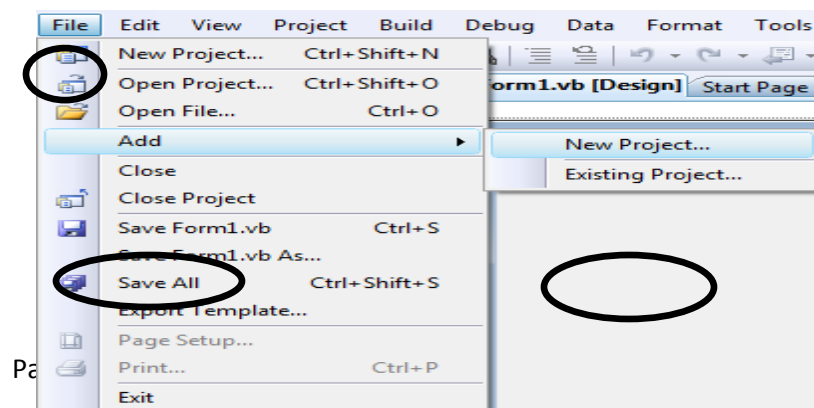 File Edit View Project Build Debug Data Format Tools
New Project... Ctrl+Shift+N
Open Project... Ctrl+Shift+O
orm1.vb [Design] Start Page
Open File... Ctrl+O
Add New Project...
Close Existing Project...
Close Project
Save Form1.vb Ctrl+S
Save Form1.vb As...
Save All Ctrl+Shift+S
Export Template...
Page Setup...
Pa
Print... Ctrl+P
Exit